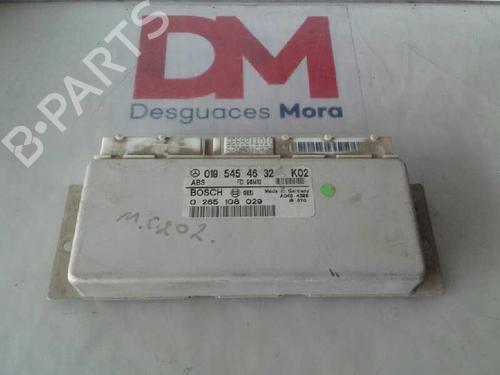 DM
Desguaces Mora
B-PARTS
019 545 46 32 K02
ABS
BOSCH
Made in Germany
0 265 108 029
M.C202.